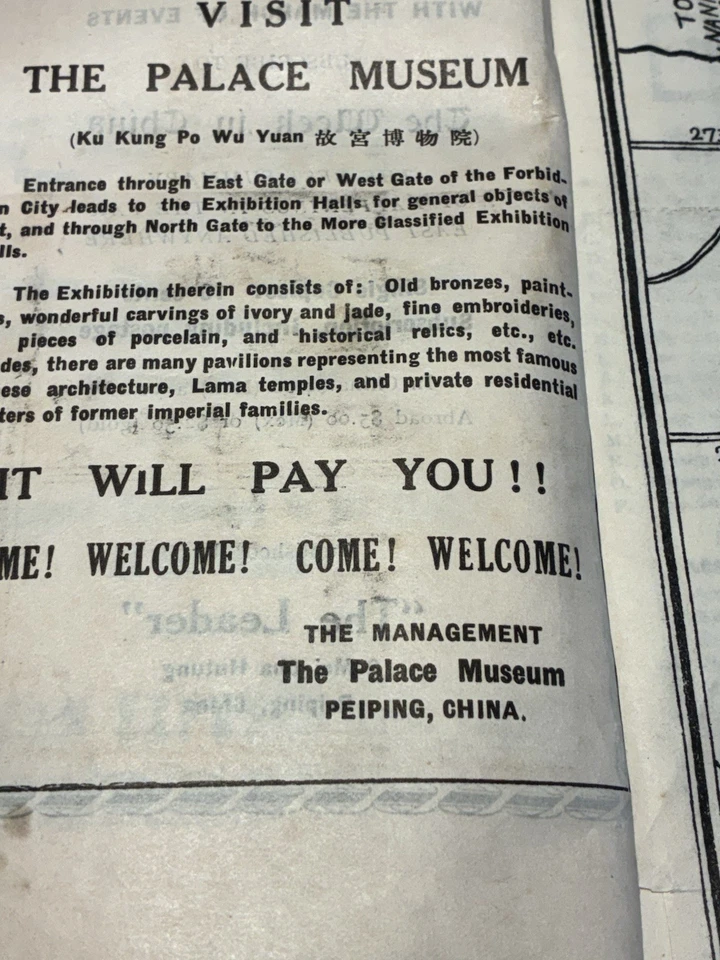 VISIT
THE PALACE MUSEUM
(Ku Kung Po Wu Yuan 故宮博物院)
Entrance through East Gate or West Gate of the Forbid-
n City leads to the Exhibition Halls for general objects of
t, and through North Gate to the More Classified Exhibition
lls.
The Exhibition therein consists of: Old bronzes, paint-
s, wonderful carvings of ivory and jade, fine embroideries,
pieces of porcelain, and historical relics, etc., etc.
des, there are many pavilions representing the most famous
ese architecture, Lama temples, and private residential
ters of former imperial families.
IT WILL PAY YOU!!
ME! WELCOME! COME! WELCOME!
THE MANAGEMENT
The Palace Museum
PEIPING, CHINA.
TO
NAN
27